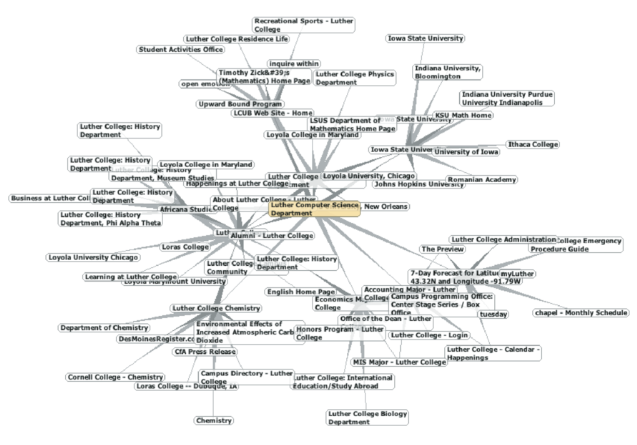 Recreational Sports - Luther
College
Luther College Residence Life
Iowa State University
Student Activities Office
inquire within
Timothy Zick&#39;s
(Mathematics) Home Page
Luther College Physics
Department
Indiana University,
Bloomington
open emotion
Indiana University Purdue
University Indianapolis
Upward Bound Program
LCUB Web Site - Home
LSUS Department of
Mathematics Home Page
State University
KSU Math Home
Luther College: History
Department
Loyola College in Maryland
Iowa State University
University of Iowa
Ithaca College
Luther College: History
Department
Loyola College in Maryland
Department, Museum Studies
Happenings at Luther College
Luther College
Loyola University, Chicago
Johns Hopkins University
Romanian Academy
Business at Luther Coll
Luther College: History
Department
About Luther College - Luther
College
Africana Studies
Luther Computer Science
Department
New Orleans
Luther College: History
Department, Phi Alpha Theta
Alumni - Luther College
Loras College
Luther College Administration
College Emergency
Procedure Guide
The Preview
Loyola University Chicago
Luther College
Community
Luther College: History
Department
Learning at Luther College
Loyola Marymount University
7-Day Forecast for Latitude
43.32N and Longitude -91.79W
myLuther
English Home Page
Accounting Major - Luther
College
Economics
Campus Programming Office:
Center Stage Series / Box
Office
Luther College Chemistry
tuesday
chapel - Monthly Schedule
Office of the Dean - Luther
Department of Chemistry
Environmental Effects of
Increased Atmospheric Carb
Dioxide
Honors Program - Luther
College
Luther College - Login
DesMoinesRegister.co
CfA Press Release
Luther College - Calendar -
Happenings
MIS Major - Luther College
Cornell College - Chemistry
Campus Directory - Luther
College
Luther College: International
Education/Study Abroad
Loras College -- Dubuque, IA
Chemistry
Luther College Biology
Department